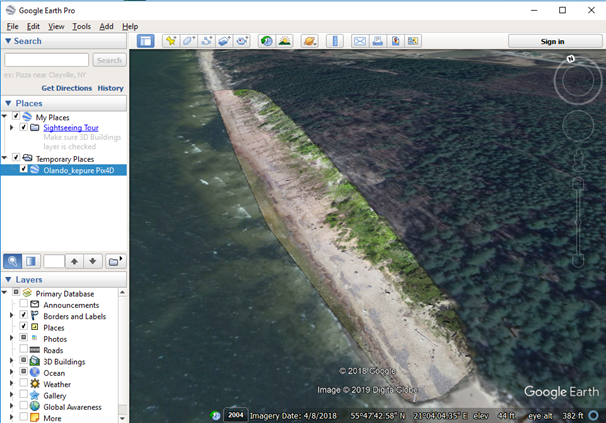 Google Earth Pro
File Edit View Tools Add Help
Search
Search
ex: Pizza near Clayville, NY
Get Directions History
Places
My Places
Sightseeing Tour
Make sure 3D Buildings
layer is checked
Temporary Places
Olando_kepure Pix4D
Layers
Primary Database
Announcements
Borders and Labels
Places
Photos
Roads
3D Buildings
Ocean
Weather
Gallery
Global Awareness
More
Sign in
N
© 2018 Google
Image © 2019 DigitalGlobe
Google Earth
2004 Imagery Date: 4/8/2018 55°47'42.58" N 21°04'04.35" E elev 44 ft eye alt 382 ft